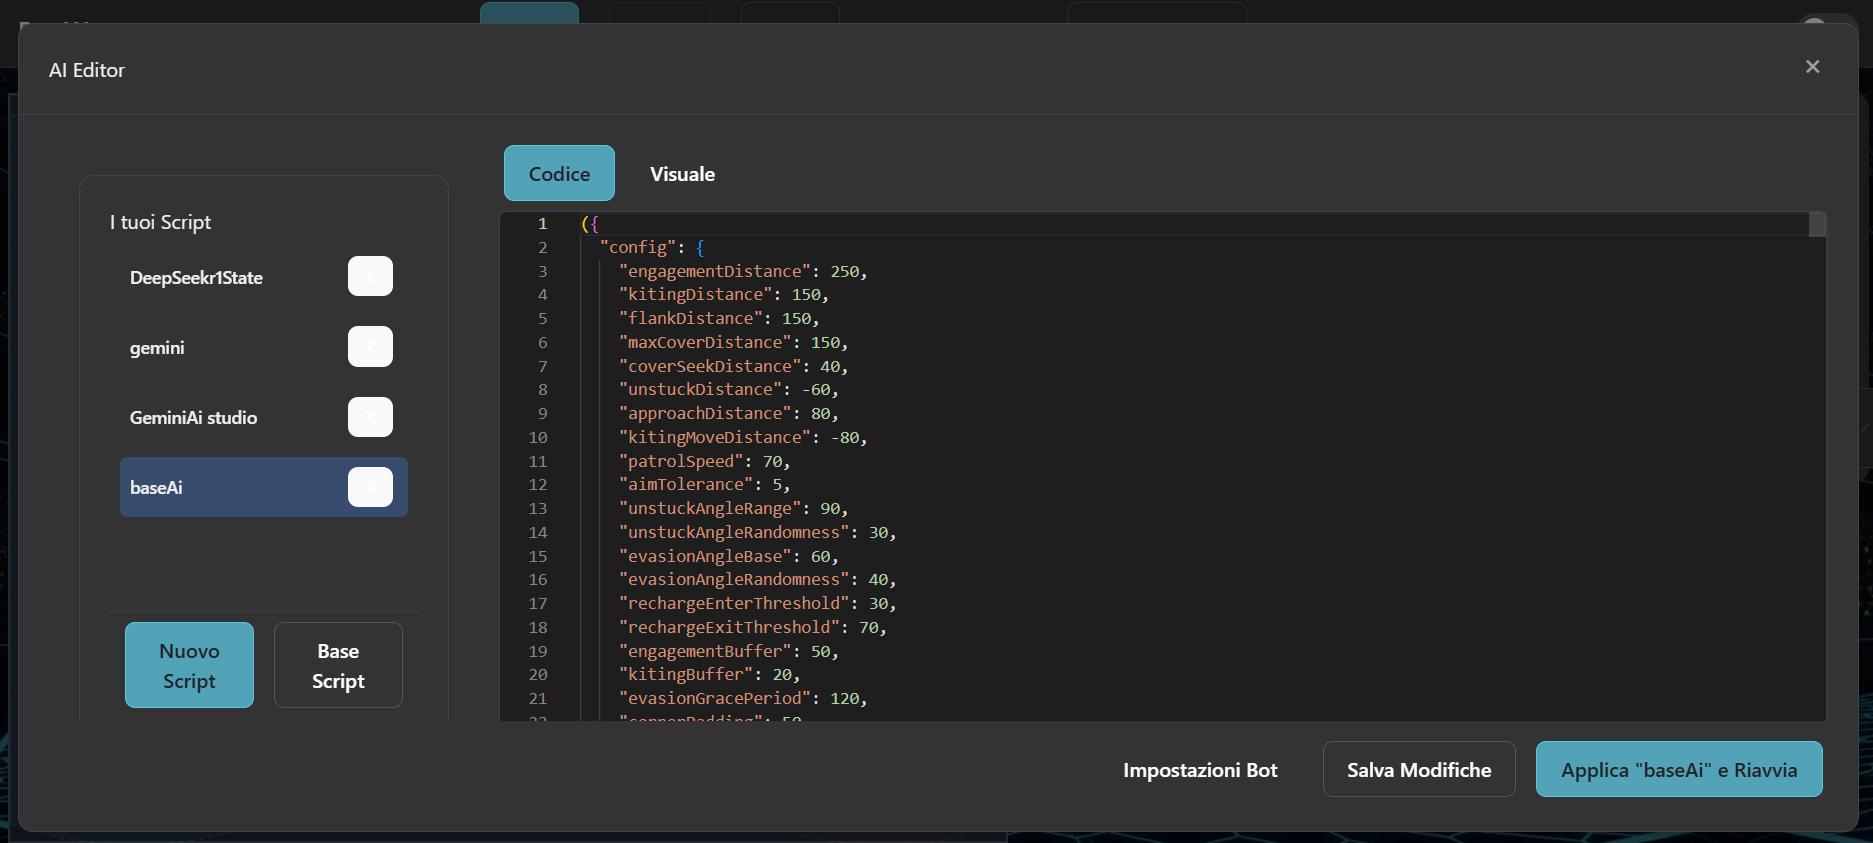 AI Editor
×
I tuoi Script
DeepSeekr1State
X
gemini
X
GeminiAi studio
X
baseAi
X
Nuovo
Script
Base
Script
Codice
Visuale
1 ({
2 "config": {
3 "engagementDistance": 250,
4 "kitingDistance": 150,
5 "flankDistance": 150,
6 "maxCoverDistance": 150,
7 "coverSeekDistance": 40,
8 "unstuckDistance": -60,
9 "approachDistance": 80,
10 "kitingMoveDistance": -80,
11 "patrolSpeed": 70,
12 "aimTolerance": 5,
13 "unstuckAngleRange": 90,
14 "unstuckAngleRandomness": 30,
15 "evasionAngleBase": 60,
16 "evasionAngleRandomness": 40,
17 "rechargeEnterThreshold": 30,
18 "rechargeExitThreshold": 70,
19 "engagementBuffer": 50,
20 "kitingBuffer": 20,
21 "evasionGracePeriod": 120,
22 "cornerPadding": 50
Impostazioni Bot
Salva Modifiche
Applica "baseAi" e Riavvia